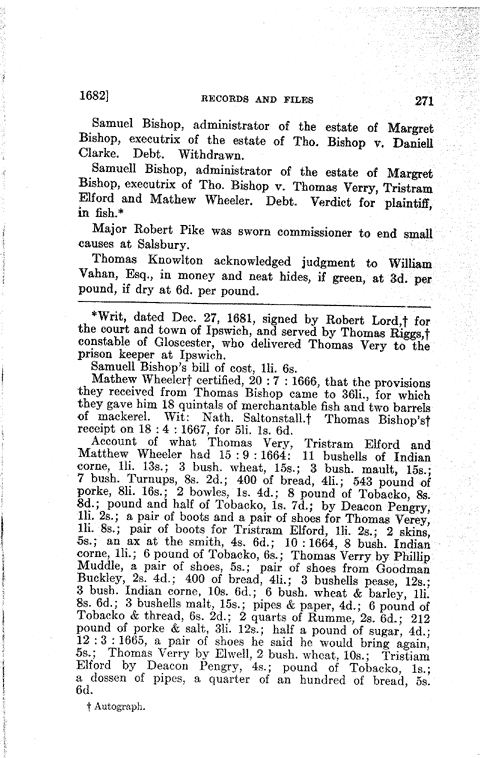 1682] RECORDS AND FILES 271
Samuel Bishop, administrator of the estate of Margret
Bishop, executrix of the estate of Tho. Bishop v. Daniell
Clarke. Debt. Withdrawn.
Samuell Bishop, administrator of the estate of Margret
Bishop, executrix of Tho. Bishop v. Thomas Verry, Tristram
Elford and Mathew Wheeler. Debt. Verdict for plaintiff,
in fish.*
Major Robert Pike was sworn commissioner to end small
causes at Salsbury.
Thomas Knowlton acknowledged judgment to William
Vahan, Esq., in money and neat hides, if green, at 3d. per
pound, if dry at 6d. per pound.
*Writ, dated Dec. 27, 1681, signed by Robert Lord,† for
the court and town of Ipswich, and served by Thomas Riggs,†
constable of Gloscester, who delivered Thomas Very to the
prison keeper at Ipswich.
Samuell Bishop's bill of cost, 1li. 6s.
Mathew Wheeler† certified, 20 : 7 : 1666, that the provisions
they received from Thomas Bishop came to 36li., for which
they gave him 18 quintals of merchantable fish and two barrels
of mackerel. Wit: Nath. Saltonstall.† Thomas Bishop's†
receipt on 18 : 4 : 1667, for 5li. 1s. 6d.
Account of what Thomas Very, Tristram Elford and
Matthew Wheeler had 15 : 9 : 1664: 11 bushells of Indian
corne, 1li. 13s.; 3 bush. wheat, 15s.; 3 bush. mault, 15s.;
7 bush. Turnups, 8s. 2d.; 400 of bread, 4li.; 543 pound of
porke, 8li. 16s.; 2 bowles, 1s. 4d.; 8 pound of Tobacko, 8s.
8d.; pound and half of Tobacko, 1s. 7d.; by Deacon Pengry,
1li. 2s.; a pair of boots and a pair of shoes for Thomas Verey,
1li. 8s.; pair of boots for Tristram Elford, 1li. 2s.; 2 skins,
5s.; an ax at the smith, 4s. 6d.; 10 : 1664, 8 bush. Indian
corne, 1li.; 6 pound of Tobacko, 6s.; Thomas Verry by Phillip
Muddle, a pair of shoes, 5s.; pair of shoes from Goodman
Buckley, 2s. 4d.; 400 of bread, 4li.; 3 bushells pease, 12s.;
3 bush. Indian corne, 10s. 6d.; 6 bush. wheat & barley, 1li.
8s. 6d.; 3 bushells malt, 15s.; pipes & paper, 4d.; 6 pound of
Tobacko & thread, 6s. 2d.; 2 quarts of Rumme, 2s. 6d.; 212
pound of porke & salt, 3li. 12s.; half a pound of sugar, 4d.;
12 : 3 : 1665, a pair of shoes he said he would bring again,
5s.; Thomas Verry by Elwell, 2 bush. wheat, 10s.; Tristiam
Elford by Deacon Pengry, 4s.; pound of Tobacko, 1s.;
a dossen of pipes, a quarter of an hundred of bread, 5s.
6d.
† Autograph.